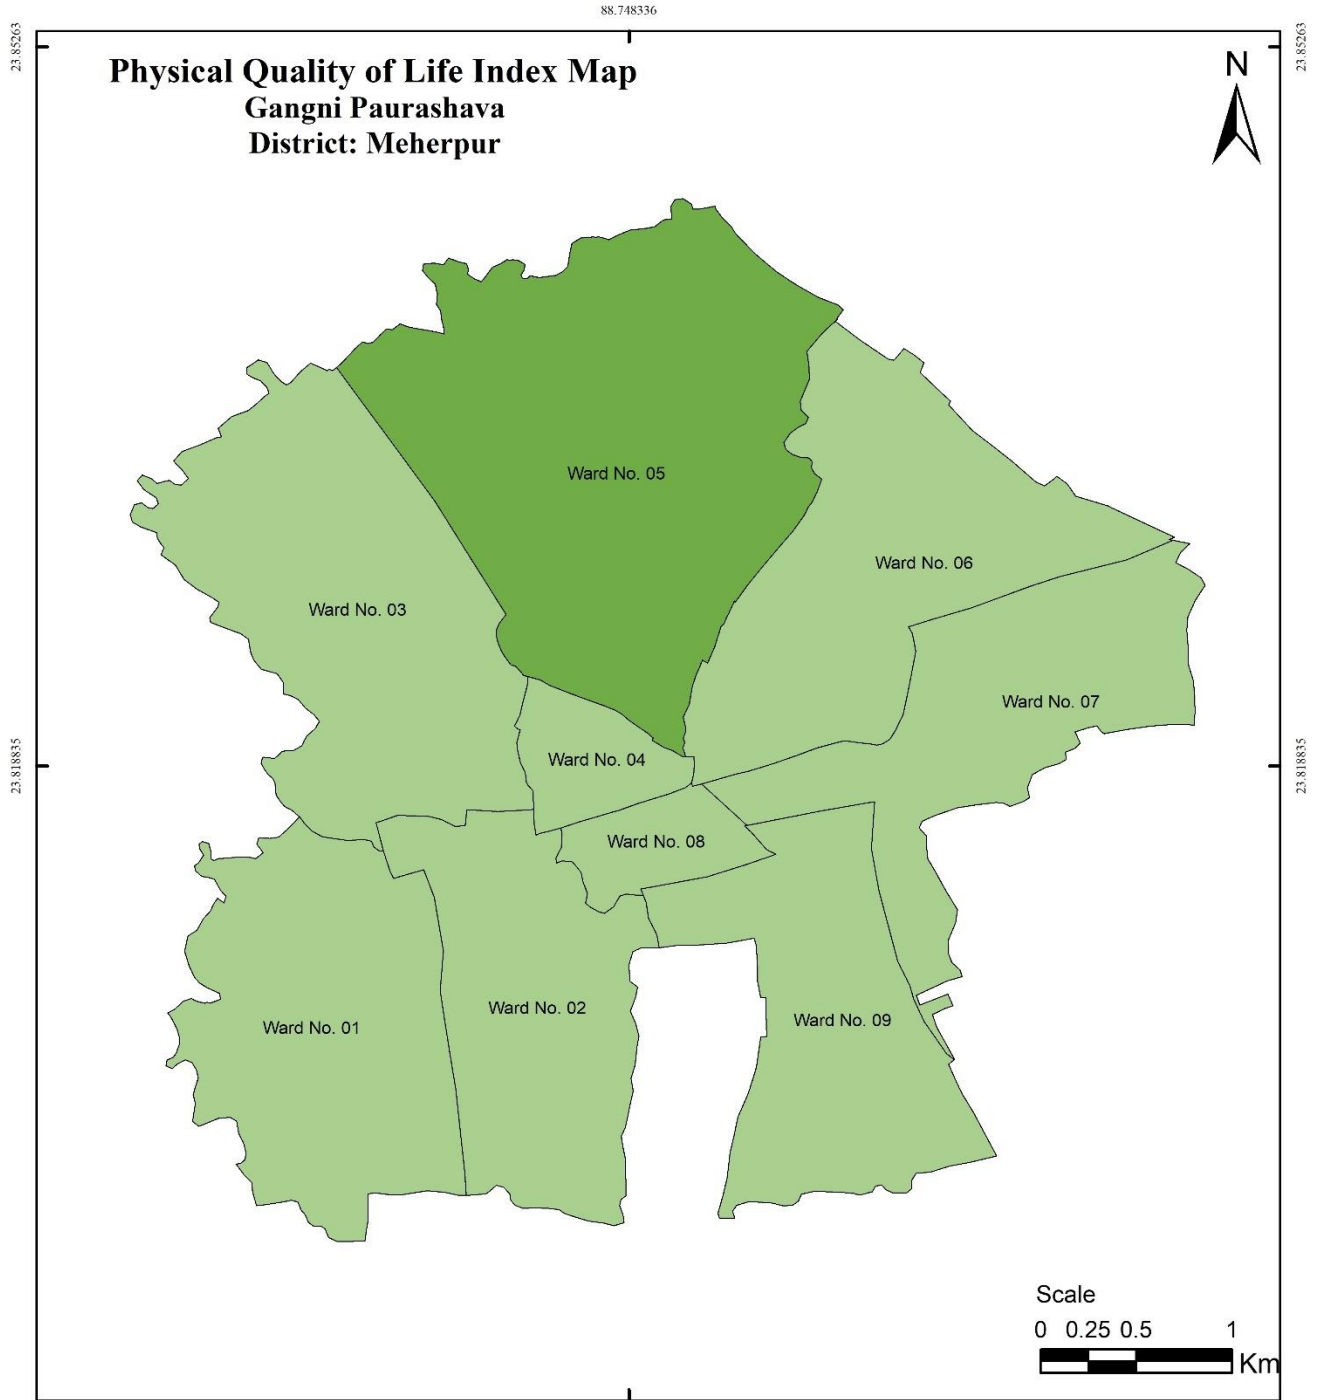 88.748336
23.85263
23.85263
Physical Quality of Life Index Map
Gangni Paurashava
District: Meherpur
N
Ward No. 05
Ward No. 06
Ward No. 03
Ward No. 07
Ward No. 04
23.818835
23.818835
Ward No. 08
Ward No. 02
Ward No. 09
Ward No. 01
Scale
0 0.25 0.5 1
Km